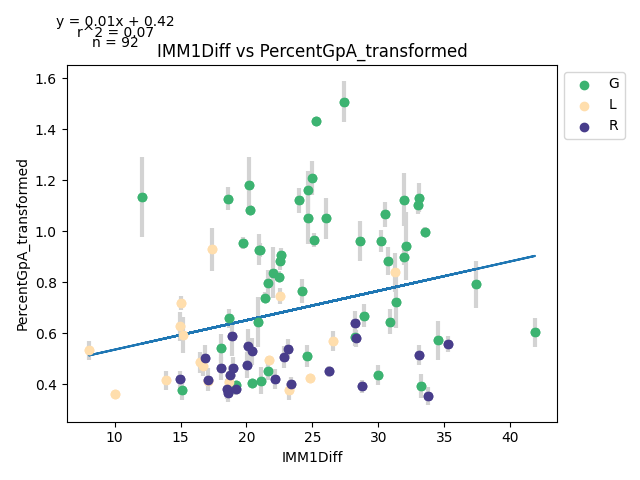 y = 0.01x + 0.42
r^2 = 0.07
n = 92
IMM1Diff vs PercentGpA_transformed
G
L
R
PercentGpA_transformed
1.6
1.4
1.2
1.0
0.8
0.6
0.4
10 15 20 25 30 35 40
IMM1Diff